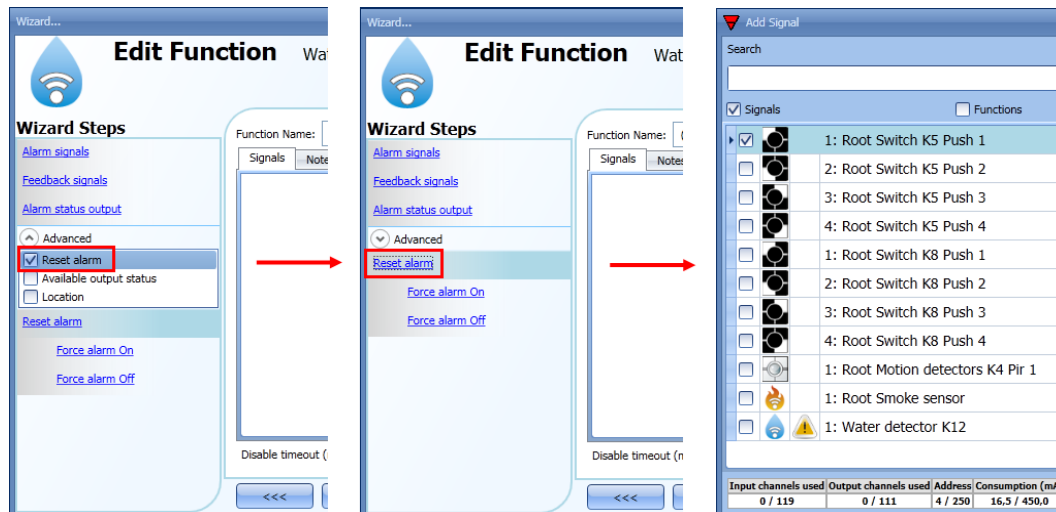 Wizard...
Edit Function Wat
Wizard Steps
Alarm signals
Feedback signals
Alarm status output
Advanced
Reset alarm
Available output status
Location
Reset alarm
Force alarm On
Force alarm Off
Function Name:
Signals Notes
Disable timeout (
<<<
Wizard...
Edit Function Wat
Wizard Steps
Alarm signals
Feedback signals
Alarm status output
Advanced
Reset alarm
Force alarm On
Force alarm Off
Function Name: (
Signals Notes
Disable timeout (n
<<<
Add Signal
Search
Signals Functions
1: Root Switch K5 Push 1
2: Root Switch K5 Push 2
3: Root Switch K5 Push 3
4: Root Switch K5 Push 4
1: Root Switch K8 Push 1
2: Root Switch K8 Push 2
3: Root Switch K8 Push 3
4: Root Switch K8 Push 4
1: Root Motion detectors K4 Pir 1
1: Root Smoke sensor
1: Water detector K12
Input channels used Output channels used Address Consumption (mA
0 / 119 0 / 111 4 / 250 16,5 / 450,0